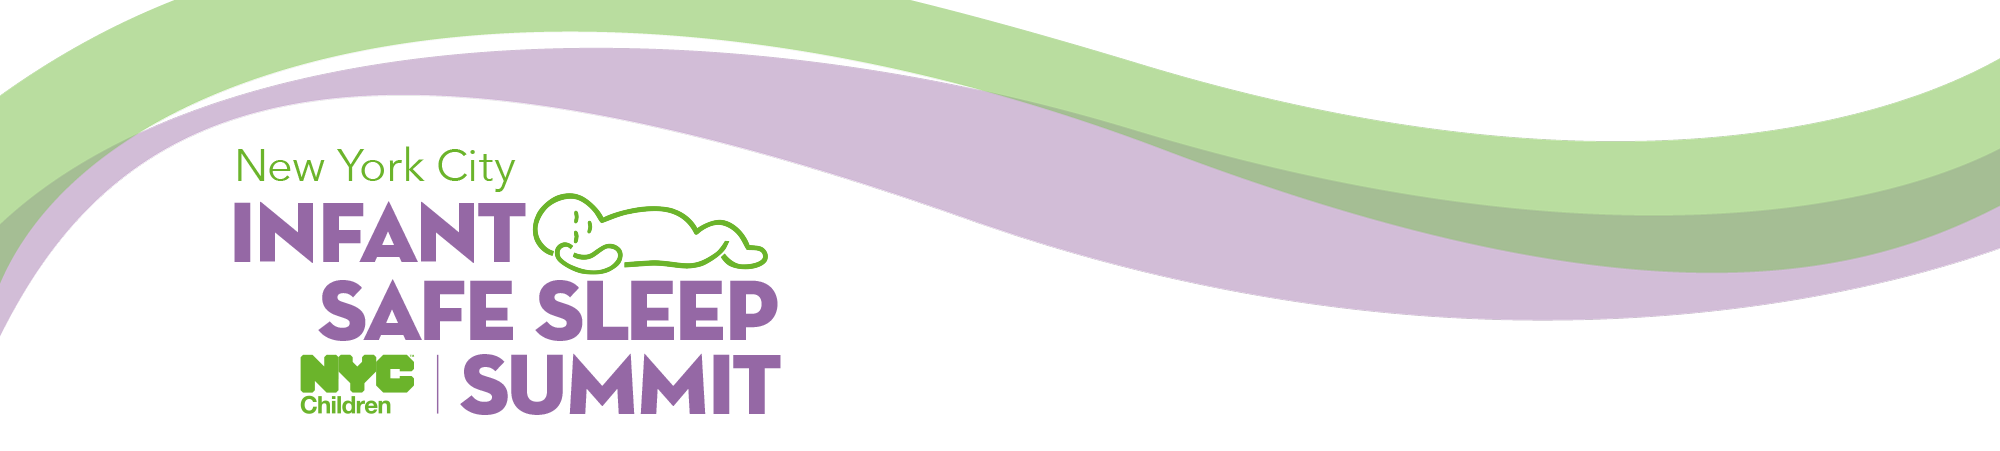 New York City
INFANT
SAFE SLEEP
NYC
Children
SUMMIT